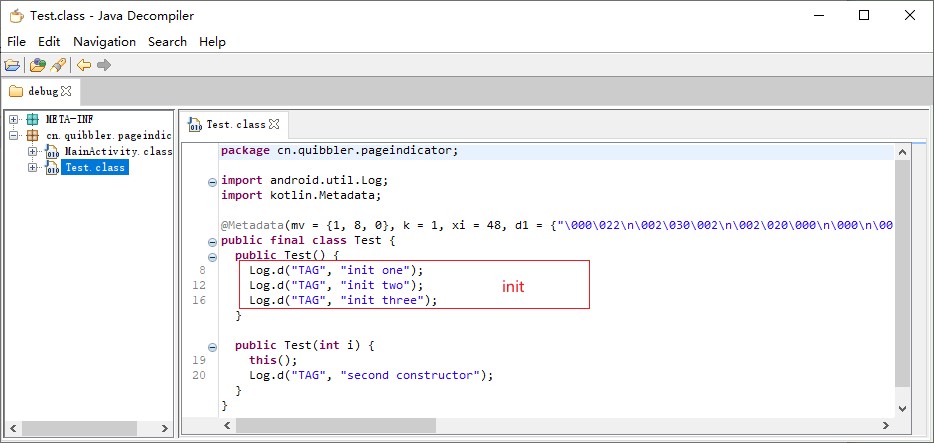 Test.class - Java Decompiler
File Edit Navigation Search Help
debug
META-INF
cn.quibbler.pageindic
MainActivity.class
Test.class
Test.class
package cn.quibbler.pageindicator;
import android.util.Log;
import kotlin.Metadata;
@Metadata(mv = {1, 8, 0}, k = 1, xi = 48, d1 = {"\000\022\n\002\030\002\n\002\020\000\n\000\n\00
public final class Test {
public Test() {
8 Log.d("TAG", "init one");
12 Log.d("TAG", "init two"); init
16 Log.d("TAG", "init three");
}
public Test(int i) {
19 this();
20 Log.d("TAG", "second constructor");
}
}